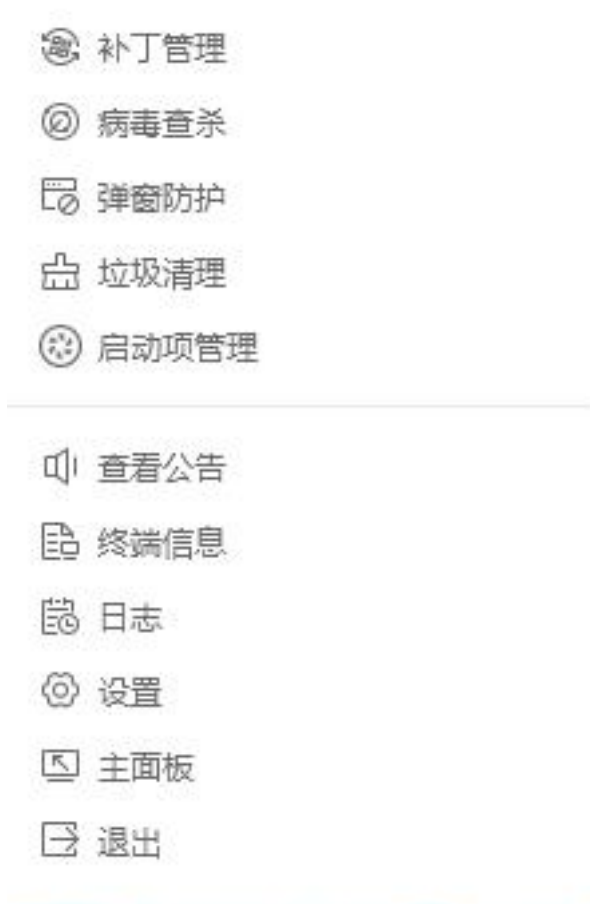 补丁管理
病毒查杀
弹窗防护
垃圾清理
启动项管理
查看公告
终端信息
日志
设置
主面板
退出